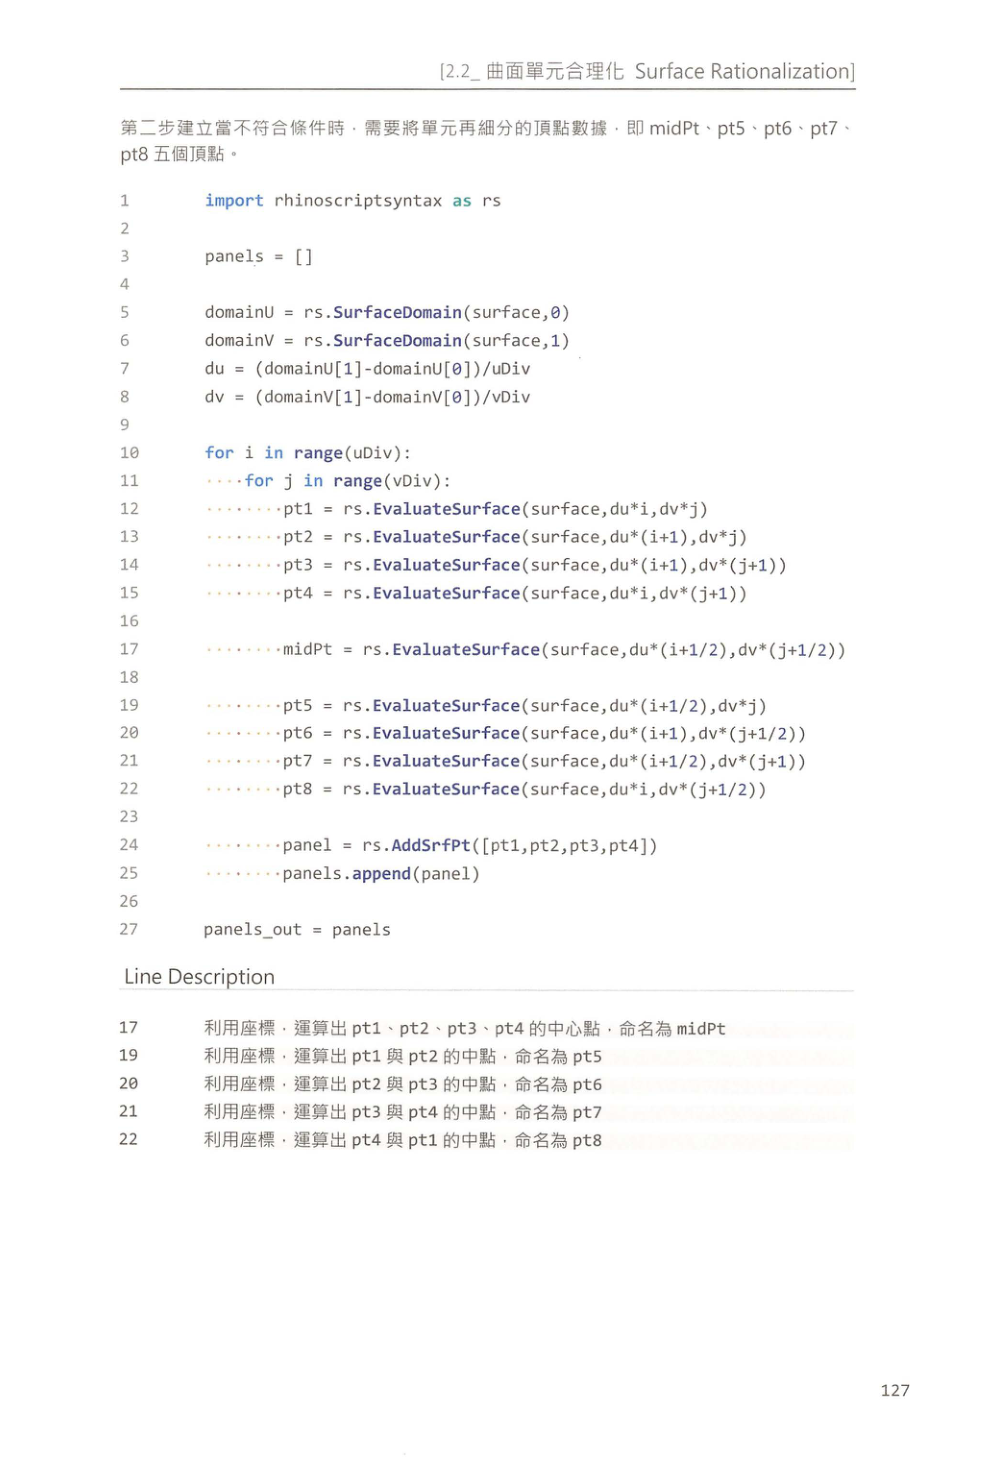 [2.2_ 曲面單元合理化 Surface Rationalization]
第二步建立當不符合條件時，需要將單元再細分的頂點數據，即 midPt、pt5、pt6、pt7、
pt8 五個頂點。
1 import rhinoscriptsyntax as rs
2
3 panels = []
4
5 domainU = rs.SurfaceDomain(surface,0)
6 domainV = rs.SurfaceDomain(surface,1)
7 du = (domainU[1]-domainU[0])/uDiv
8 dv = (domainV[1]-domainV[0])/vDiv
9
10 for i in range(uDiv):
11 ····for j in range(vDiv):
12 ········pt1 = rs.EvaluateSurface(surface,du*i,dv*j)
13 ········pt2 = rs.EvaluateSurface(surface,du*(i+1),dv*j)
14 ········pt3 = rs.EvaluateSurface(surface,du*(i+1),dv*(j+1))
15 ········pt4 = rs.EvaluateSurface(surface,du*i,dv*(j+1))
16
17 ········midPt = rs.EvaluateSurface(surface,du*(i+1/2),dv*(j+1/2))
18
19 ········pt5 = rs.EvaluateSurface(surface,du*(i+1/2),dv*j)
20 ········pt6 = rs.EvaluateSurface(surface,du*(i+1),dv*(j+1/2))
21 ········pt7 = rs.EvaluateSurface(surface,du*(i+1/2),dv*(j+1))
22 ········pt8 = rs.EvaluateSurface(surface,du*i,dv*(j+1/2))
23
24 ········panel = rs.AddSrfPt([pt1,pt2,pt3,pt4])
25 ········panels.append(panel)
26
27 panels_out = panels
Line Description
17 利用座標，運算出 pt1、pt2、pt3、pt4 的中心點，命名為 midPt
19 利用座標，運算出 pt1 與 pt2 的中點，命名為 pt5
20 利用座標，運算出 pt2 與 pt3 的中點，命名為 pt6
21 利用座標，運算出 pt3 與 pt4 的中點，命名為 pt7
22 利用座標，運算出 pt4 與 pt1 的中點，命名為 pt8
127